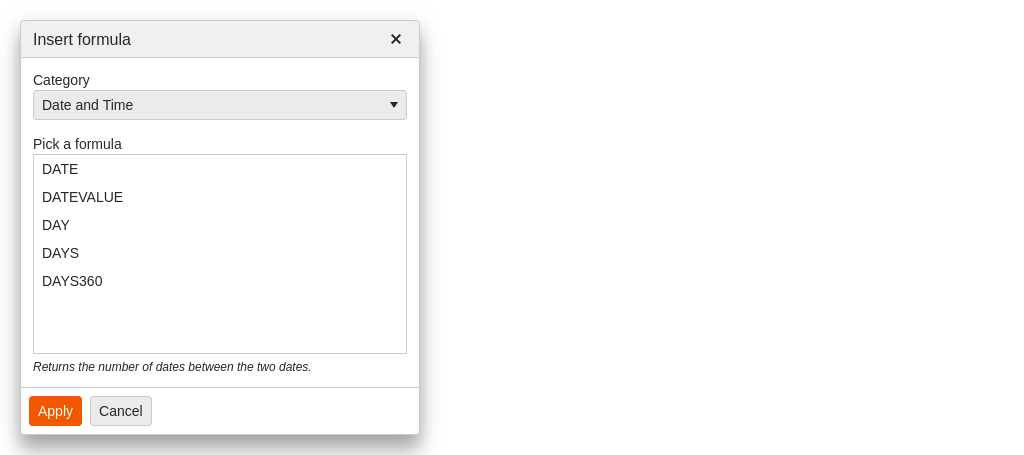 Insert formula
Category
Date and Time
Pick a formula
DATE
DATEVALUE
DAY
DAYS
DAYS360
Returns the number of dates between the two dates.
Apply Cancel